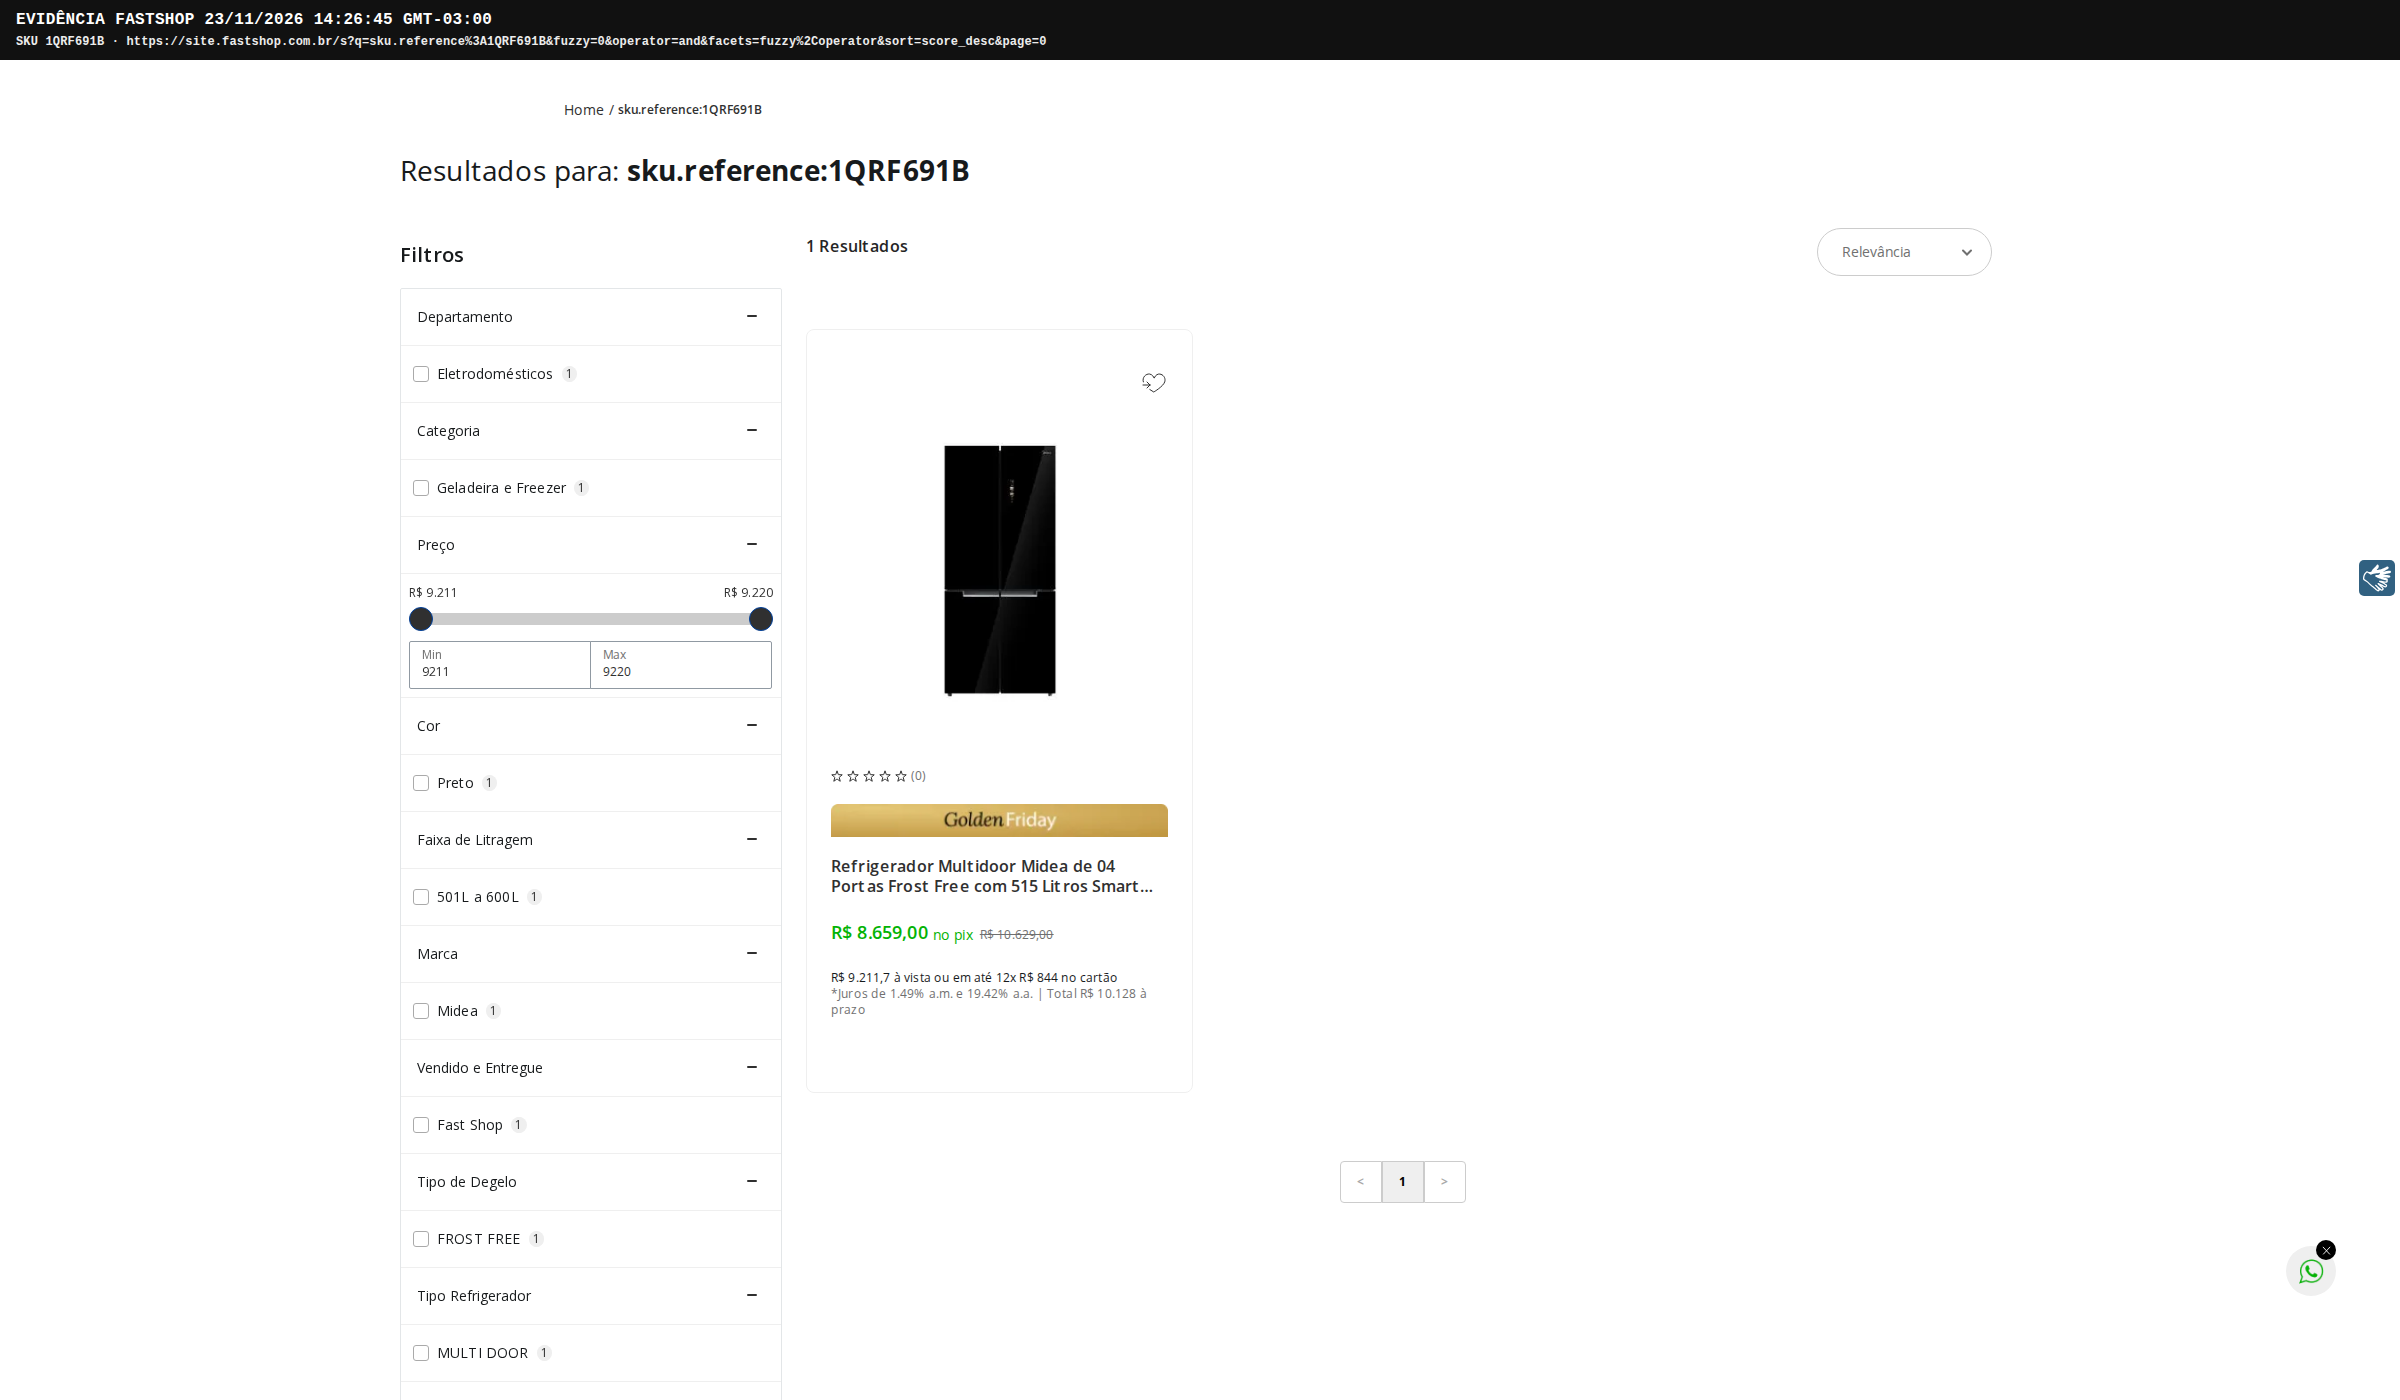 EVIDÊNCIA FASTSHOP 23/11/2026 14:26:45 GMT-03:00
SKU 1QRF691B · https://site.fastshop.com.br/s?q=sku.reference%3A1QRF691B&fuzzy=0&operator=and&facets=fuzzy%2Coperator&sort=score_desc&page=0
Home / sku.reference:1QRF691B
Resultados para: sku.reference:1QRF691B
Filtros
1 Resultados
Relevância
Departamento
Eletrodomésticos 1
Categoria
Geladeira e Freezer 1
Preço
R$ 9.211 R$ 9.220
Min Max
9211 9220
Cor
Preto 1
Faixa de Litragem
501L a 600L 1
Marca
Midea 1
Vendido e Entregue
Fast Shop 1
Tipo de Degelo
FROST FREE 1
Tipo Refrigerador
MULTI DOOR 1
(0)
Golden Friday
Refrigerador Multidoor Midea de 04
Portas Frost Free com 515 Litros Smart...
R$ 8.659,00 no pix R$ 10.629,00
R$ 9.211,7 à vista ou em até 12x R$ 844 no cartão
*Juros de 1.49% a.m. e 19.42% a.a. | Total R$ 10.128 à
prazo
< 1 >